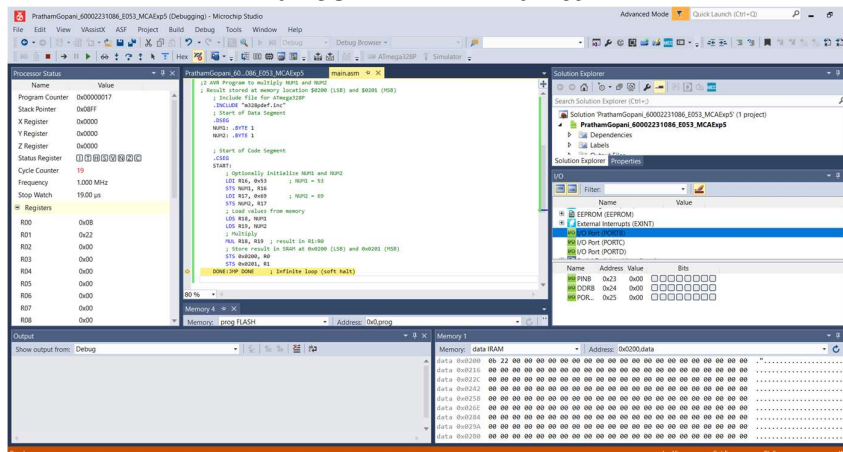 PrathamGopani_60002231086_E053_MCAExp5 (Debugging) - Microchip Studio
Advanced Mode
Quick Launch (Ctrl+Q)
File Edit View VAssistX ASF Project Build Debug Tools Window Help
Debug
Debug Browser
Hex
ATmega328P
Simulator
Processor Status
Name Value
Program Counter 0x00000017
Stack Pointer 0x08FF
X Register 0x0000
Y Register 0x0000
Z Register 0x0000
Status Register I T H S V N Z C
Cycle Counter 19
Frequency 1.000 MHz
Stop Watch 19.00 µs
Registers
R00 0x0B
R01 0x22
R02 0x00
R03 0x00
R04 0x00
R05 0x00
R06 0x00
R07 0x00
R08 0x00
PrathamGopani_60...086_E053_MCAExp5
main.asm
;2 AVR Program to multiply NUM1 and NUM2
; Result stored at memory location $0200 (LSB) and $0201 (MSB)
; Include file for ATmega328P
.INCLUDE "m328pdef.inc"
; Start of Data Segment
.DSEG
NUM1: .BYTE 1
NUM2: .BYTE 1
; Start of Code Segment
.CSEG
START:
; Optionally initialize NUM1 and NUM2
LDI R16, 0x53 ; NUM1 = 53
STS NUM1, R16
LDI R17, 0x69 ; NUM2 = 69
STS NUM2, R17
; Load values from memory
LDS R18, NUM1
LDS R19, NUM2
; Multiply
MUL R18, R19 ; result in R1:R0
; Store result in SRAM at 0x0200 (LSB) and 0x0201 (MSB)
STS 0x0200, R0
STS 0x0201, R1
DONE:JMP DONE ; Infinite loop (soft halt)
80 %
Memory 4
Memory: prog FLASH
Address: 0x0,prog
Solution Explorer
Search Solution Explorer (Ctrl+;)
Solution 'PrathamGopani_60002231086_E053_MCAExp5' (1 project)
PrathamGopani_60002231086_E053_MCAExp5
Dependencies
Labels
Solution Explorer Properties
I/O
Filter:
Name Value
EEPROM (EEPROM)
External Interrupts (EXINT)
I/O Port (PORTB)
I/O Port (PORTC)
I/O Port (PORTD)
Name Address Value Bits
PINB 0x23 0x00
DDRB 0x24 0x00
POR... 0x25 0x00
Output
Show output from: Debug
Memory 1
Memory: data IRAM
Address: 0x0200,data
data 0x0200 0b 22 00 00 00 00 00 00 00 00 00 00 00 00 00 00 00 00 00 00 00 00 ."....................
data 0x0216 00 00 00 00 00 00 00 00 00 00 00 00 00 00 00 00 00 00 00 00 00 00 ......................
data 0x022C 00 00 00 00 00 00 00 00 00 00 00 00 00 00 00 00 00 00 00 00 00 00 ......................
data 0x0242 00 00 00 00 00 00 00 00 00 00 00 00 00 00 00 00 00 00 00 00 00 00 ......................
data 0x0258 00 00 00 00 00 00 00 00 00 00 00 00 00 00 00 00 00 00 00 00 00 00 ......................
data 0x026E 00 00 00 00 00 00 00 00 00 00 00 00 00 00 00 00 00 00 00 00 00 00 ......................
data 0x0284 00 00 00 00 00 00 00 00 00 00 00 00 00 00 00 00 00 00 00 00 00 00 ......................
data 0x029A 00 00 00 00 00 00 00 00 00 00 00 00 00 00 00 00 00 00 00 00 00 00 ......................
data 0x02B0 00 00 00 00 00 00 00 00 00 00 00 00 00 00 00 00 00 00 00 00 00 00 ......................